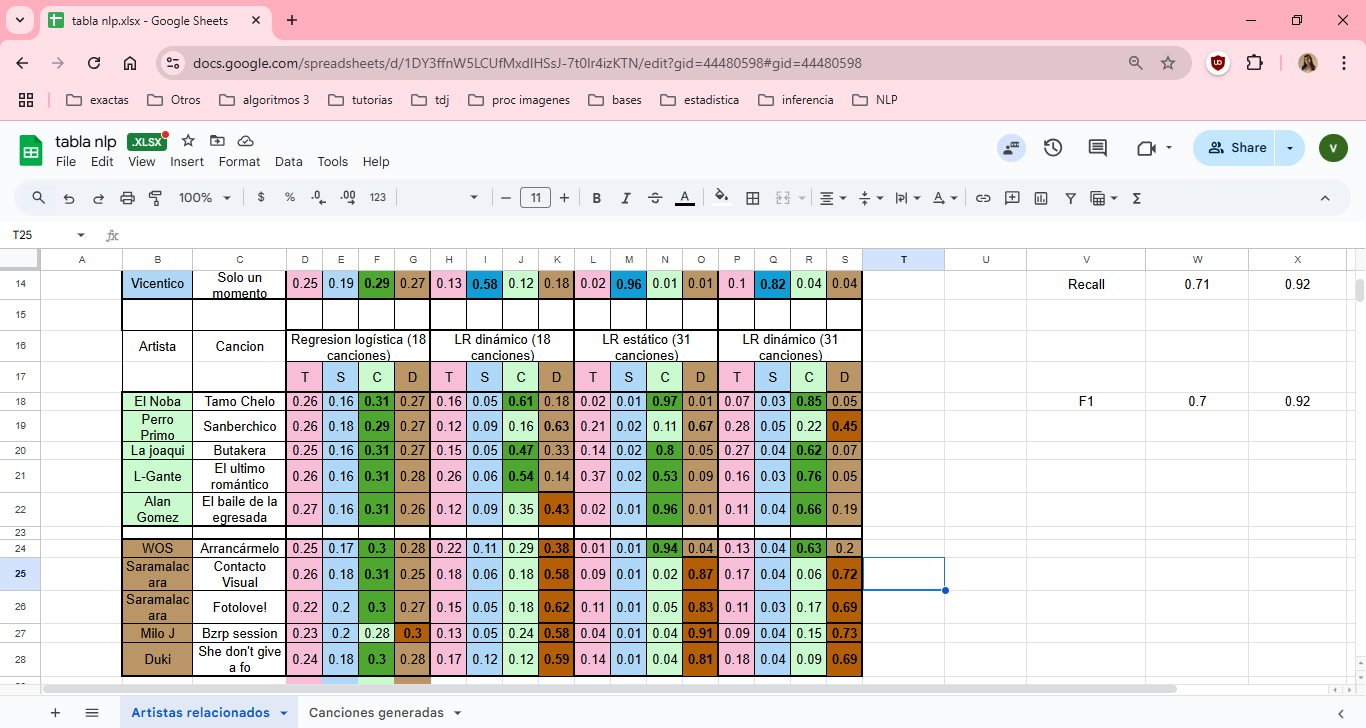 tabla nlp.xlsx - Google Sheets
docs.google.com/spreadsheets/d/1DY3ffnW5LCUfMxdIHSsJ-7t0Ir4izKTN/edit?gid=44480598#gid=44480598
exactas Otros algoritmos 3 tutorias tdj proc imagenes bases estadistica inferencia NLP
tabla nlp .XLSX
File Edit View Insert Format Data Tools Help
Share
V
100% $ % .0 .00 123 11 B I A
T25 fx
A B C D E F G H I J K L M N O P Q R S T U V W X
14 Vicentico Solo un momento 0.25 0.19 0.29 0.27 0.13 0.58 0.12 0.18 0.02 0.96 0.01 0.01 0.1 0.82 0.04 0.04 Recall 0.71 0.92
15
16 Artista Cancion Regresion logística (18 canciones) LR dinámico (18 canciones) LR estático (31 canciones) LR dinámico (31 canciones)
17 T S C D T S C D T S C D T S C D
18 El Noba Tamo Chelo 0.26 0.16 0.31 0.27 0.16 0.05 0.61 0.18 0.02 0.01 0.97 0.01 0.07 0.03 0.85 0.05 F1 0.7 0.92
19 Perro Primo Sanberchico 0.26 0.18 0.29 0.27 0.12 0.09 0.16 0.63 0.21 0.02 0.11 0.67 0.28 0.05 0.22 0.45
20 La joaqui Butakera 0.25 0.16 0.31 0.27 0.15 0.05 0.47 0.33 0.14 0.02 0.8 0.05 0.27 0.04 0.62 0.07
21 L-Gante El ultimo romántico 0.26 0.16 0.31 0.28 0.26 0.06 0.54 0.14 0.37 0.02 0.53 0.09 0.16 0.03 0.76 0.05
22 Alan Gomez El baile de la egresada 0.27 0.16 0.31 0.26 0.12 0.09 0.35 0.43 0.02 0.01 0.96 0.01 0.11 0.04 0.66 0.19
23
24 WOS Arrancármelo 0.25 0.17 0.3 0.28 0.22 0.11 0.29 0.38 0.01 0.01 0.94 0.04 0.13 0.04 0.63 0.2
25 Saramalacara Contacto Visual 0.26 0.18 0.31 0.25 0.18 0.06 0.18 0.58 0.09 0.01 0.02 0.87 0.17 0.04 0.06 0.72
26 Saramalacara Fotolove! 0.22 0.2 0.3 0.27 0.15 0.05 0.18 0.62 0.11 0.01 0.05 0.83 0.11 0.03 0.17 0.69
27 Milo J Bzrp session 0.23 0.2 0.28 0.3 0.13 0.05 0.24 0.58 0.04 0.01 0.04 0.91 0.09 0.04 0.15 0.73
28 Duki She don't give a fo 0.24 0.18 0.3 0.28 0.17 0.12 0.12 0.59 0.14 0.01 0.04 0.81 0.18 0.04 0.09 0.69
Artistas relacionados Canciones generadas